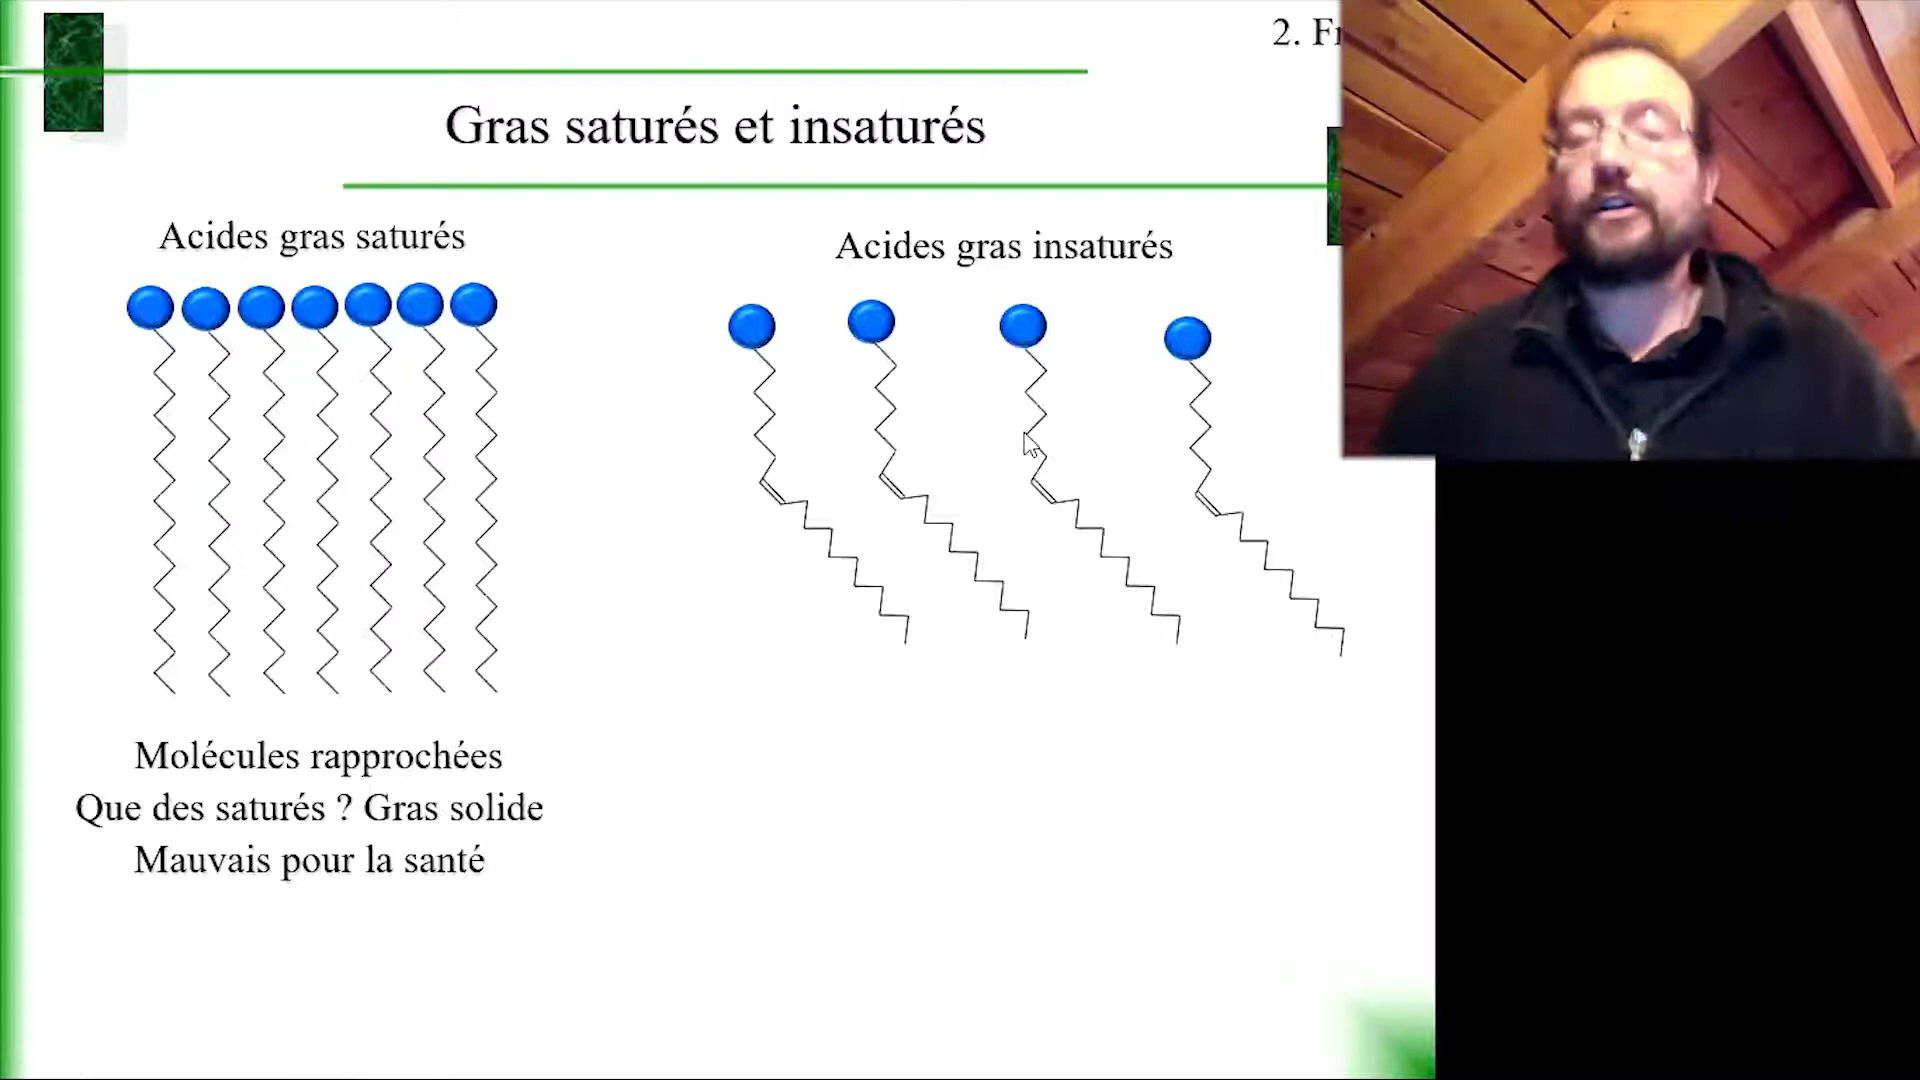 2.
Gras saturés et insaturés
Acides gras saturés
Acides gras insaturés
Molécules rapprochées
Que des saturés ? Gras solide
Mauvais pour la santé